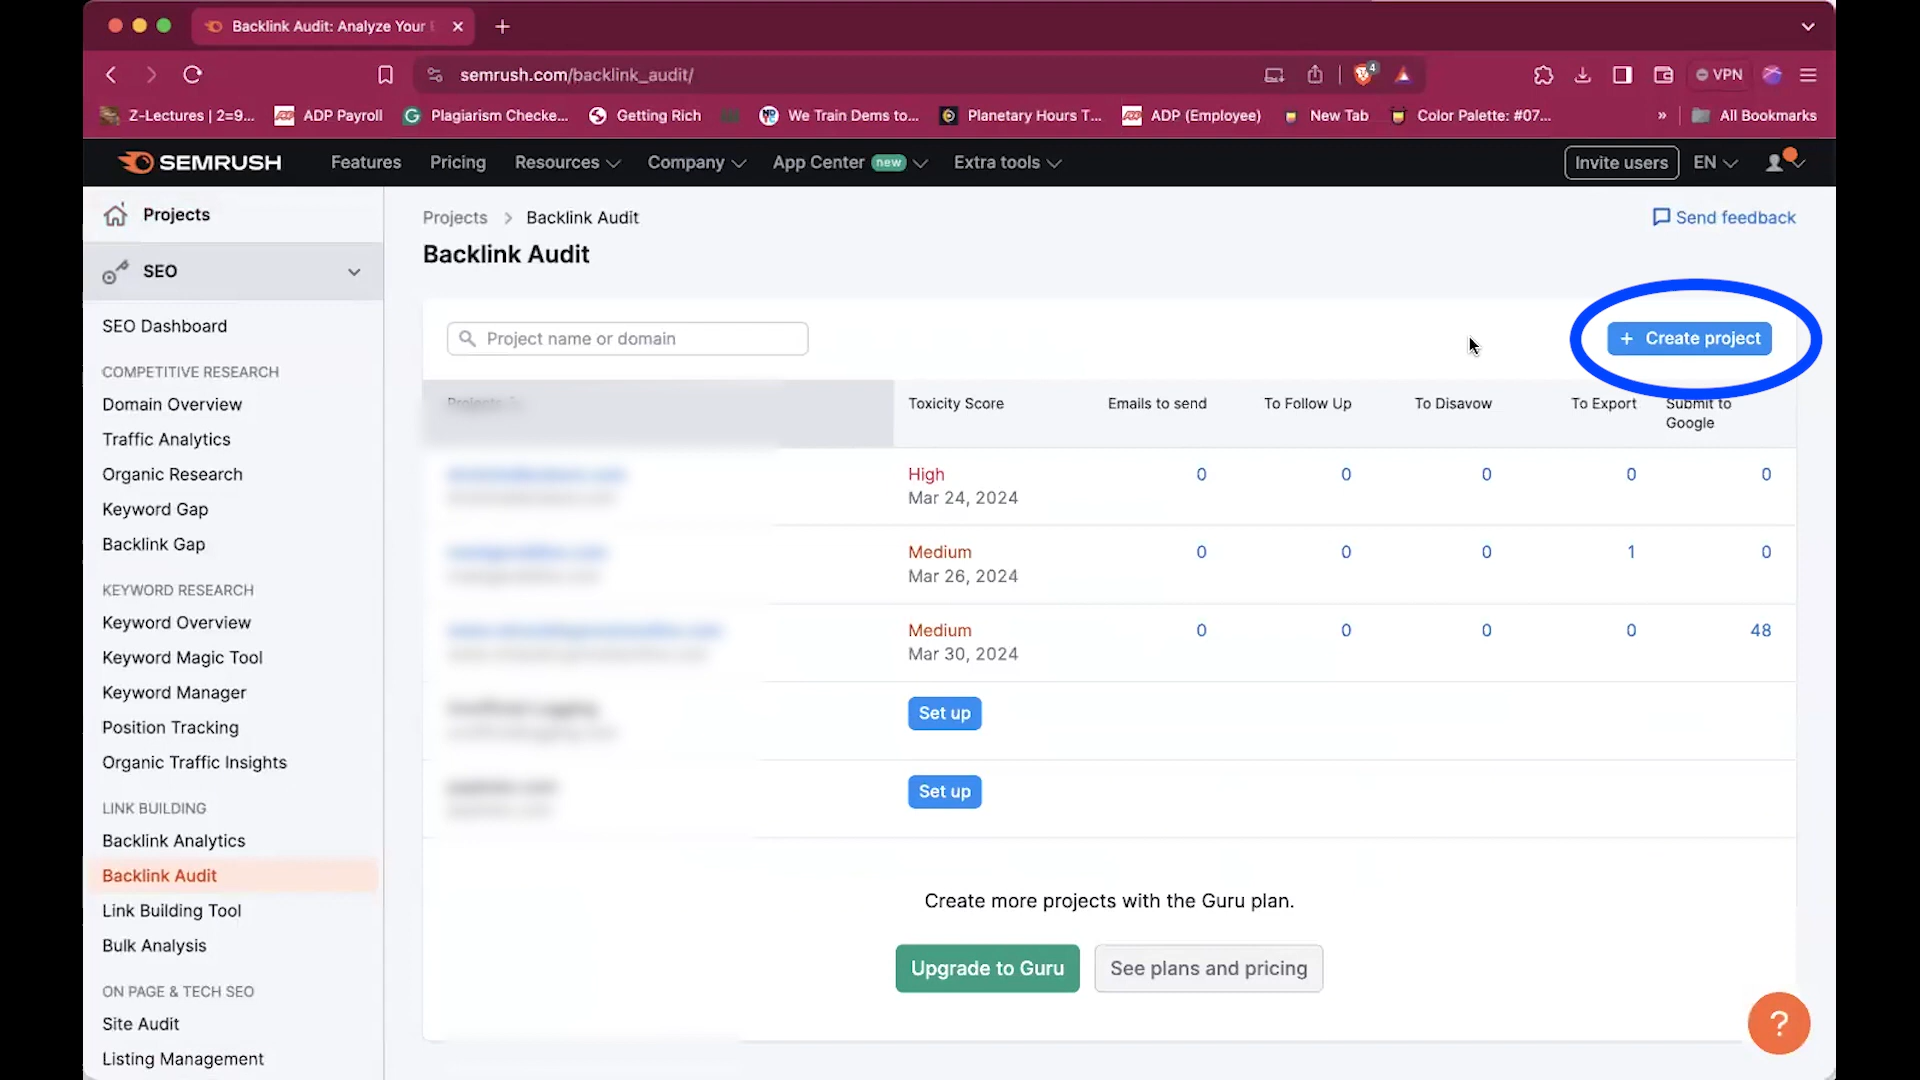 Backlink Audit: Analyze Your
semrush.com/backlink_audit/
4
VPN
Z-Lectures | 2=9...
ADP Payroll
Plagiarism Checke...
Getting Rich
We Train Dems to...
Planetary Hours T...
ADP (Employee)
New Tab
Color Palette: #07...
»
All Bookmarks
SEMRUSH
Features
Pricing
Resources
Company
App Center new
Extra tools
Invite users
EN
Projects
SEO
SEO Dashboard
COMPETITIVE RESEARCH
Domain Overview
Traffic Analytics
Organic Research
Keyword Gap
Backlink Gap
KEYWORD RESEARCH
Keyword Overview
Keyword Magic Tool
Keyword Manager
Position Tracking
Organic Traffic Insights
LINK BUILDING
Backlink Analytics
Backlink Audit
Link Building Tool
Bulk Analysis
ON PAGE & TECH SEO
Site Audit
Listing Management
Projects > Backlink Audit
Send feedback
Backlink Audit
Project name or domain
+ Create project
Toxicity Score
Emails to send
To Follow Up
To Disavow
To Export
Submit to
Google
High 0 0 0 0 0
Mar 24, 2024
Medium 0 0 0 1 0
Mar 26, 2024
Medium 0 0 0 0 48
Mar 30, 2024
Set up
Set up
Create more projects with the Guru plan.
Upgrade to Guru
See plans and pricing
?